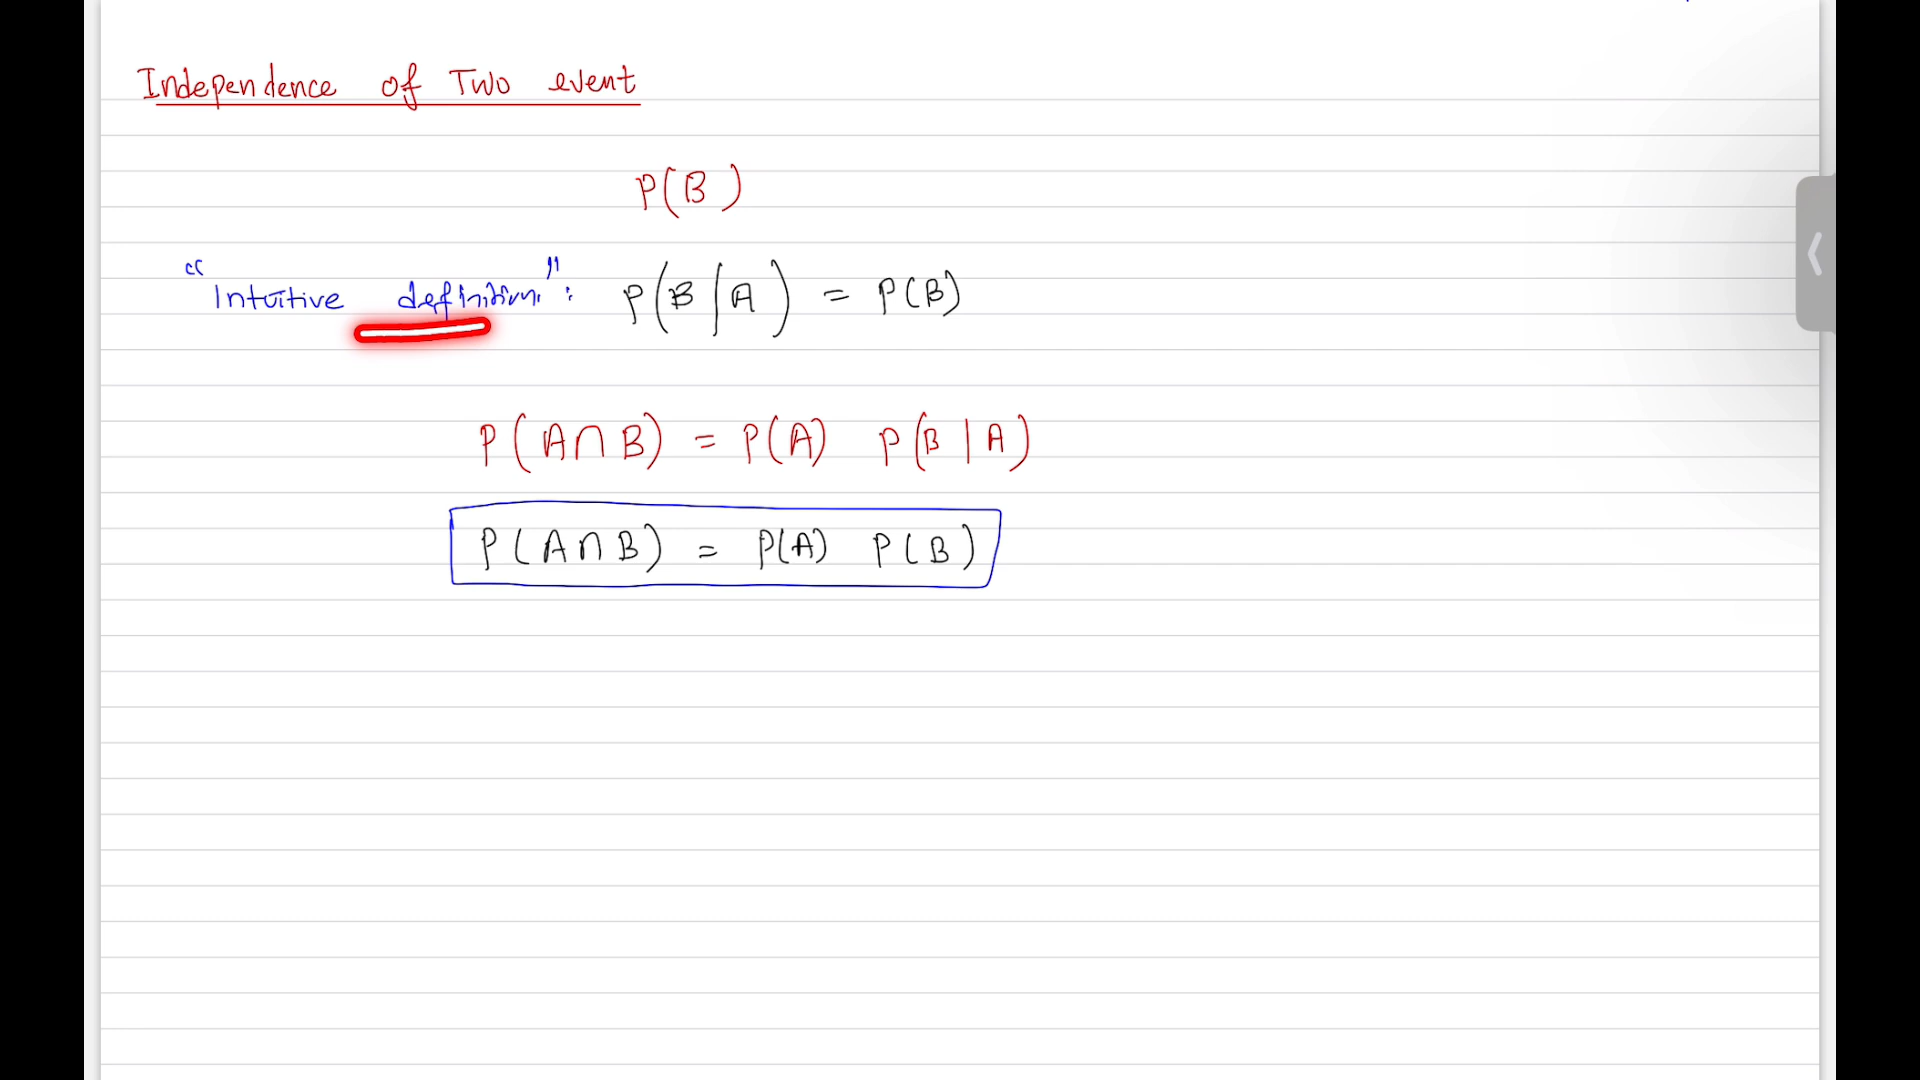 Independence of Two event
P(B)
"Intuitive definition": P(B|A) = P(B)
P(A∩B) = P(A) P(B|A)
P(A∩B) = P(A) P(B)